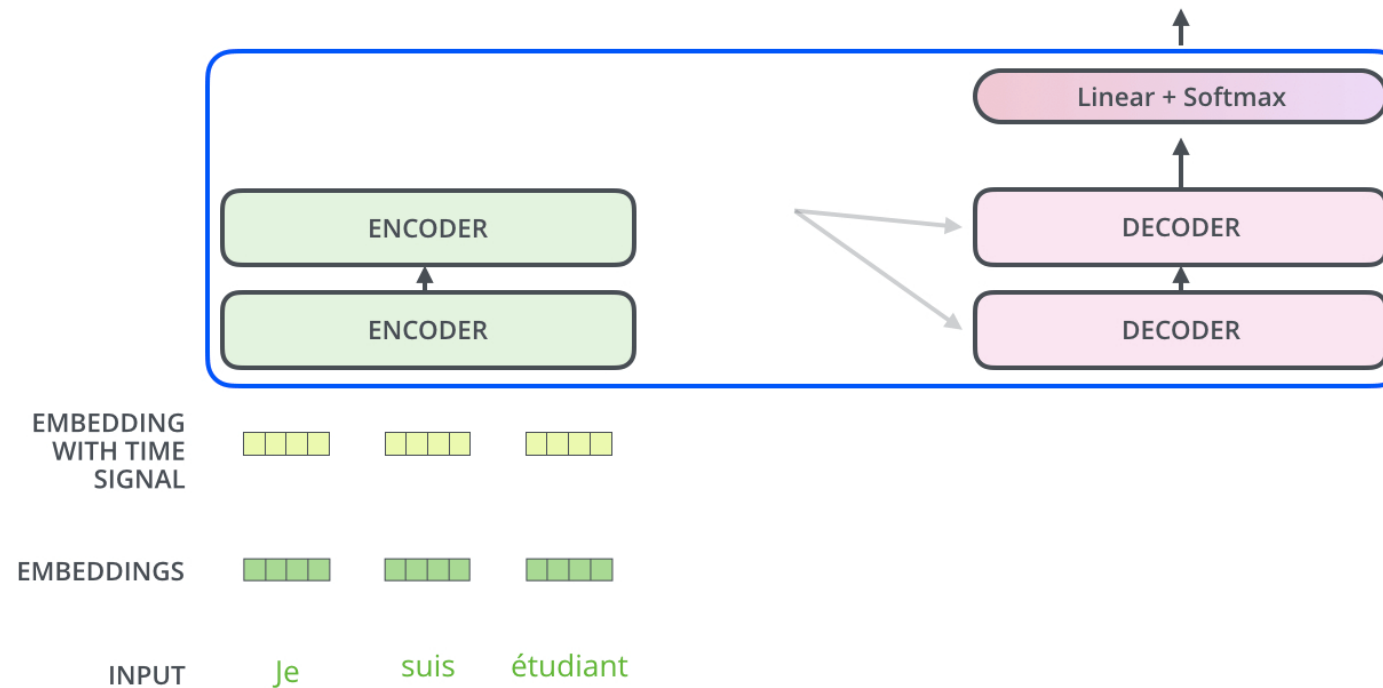 Linear + Softmax
ENCODER
DECODER
ENCODER
DECODER
EMBEDDING
WITH TIME
SIGNAL
EMBEDDINGS
INPUT
Je
suis
étudiant